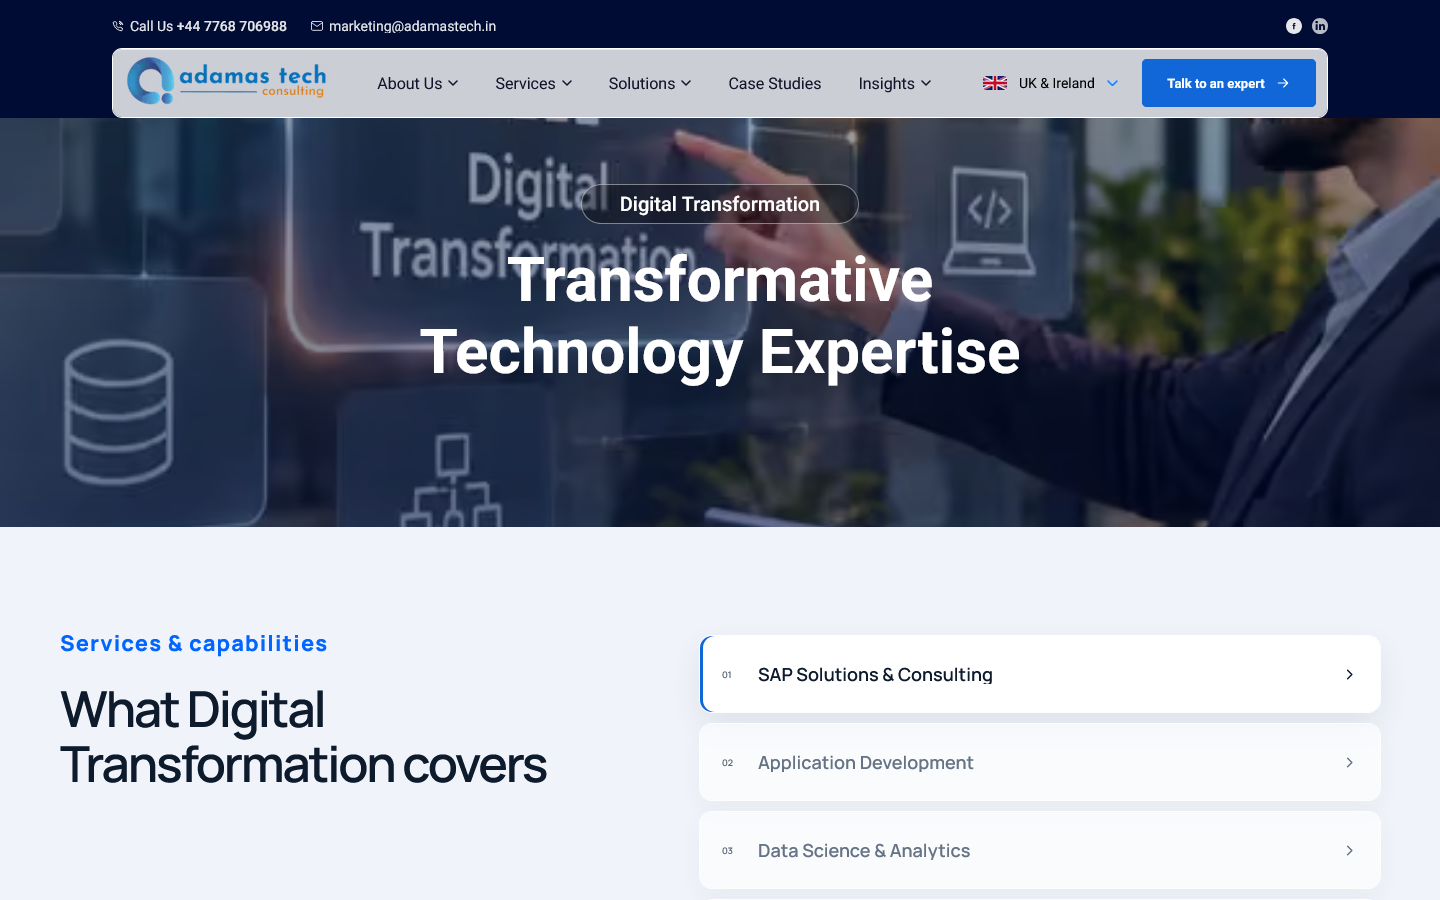 Call Us +44 7768 706988
marketing@adamastech.in
adamas tech
consulting
About Us
Services
Solutions
Case Studies
Insights
UK & Ireland
Talk to an expert
Digital
Transformation
Digital Transformation
Transformative
Technology Expertise
Services & capabilities
What Digital
Transformation covers
01 SAP Solutions & Consulting
02 Application Development
03 Data Science & Analytics